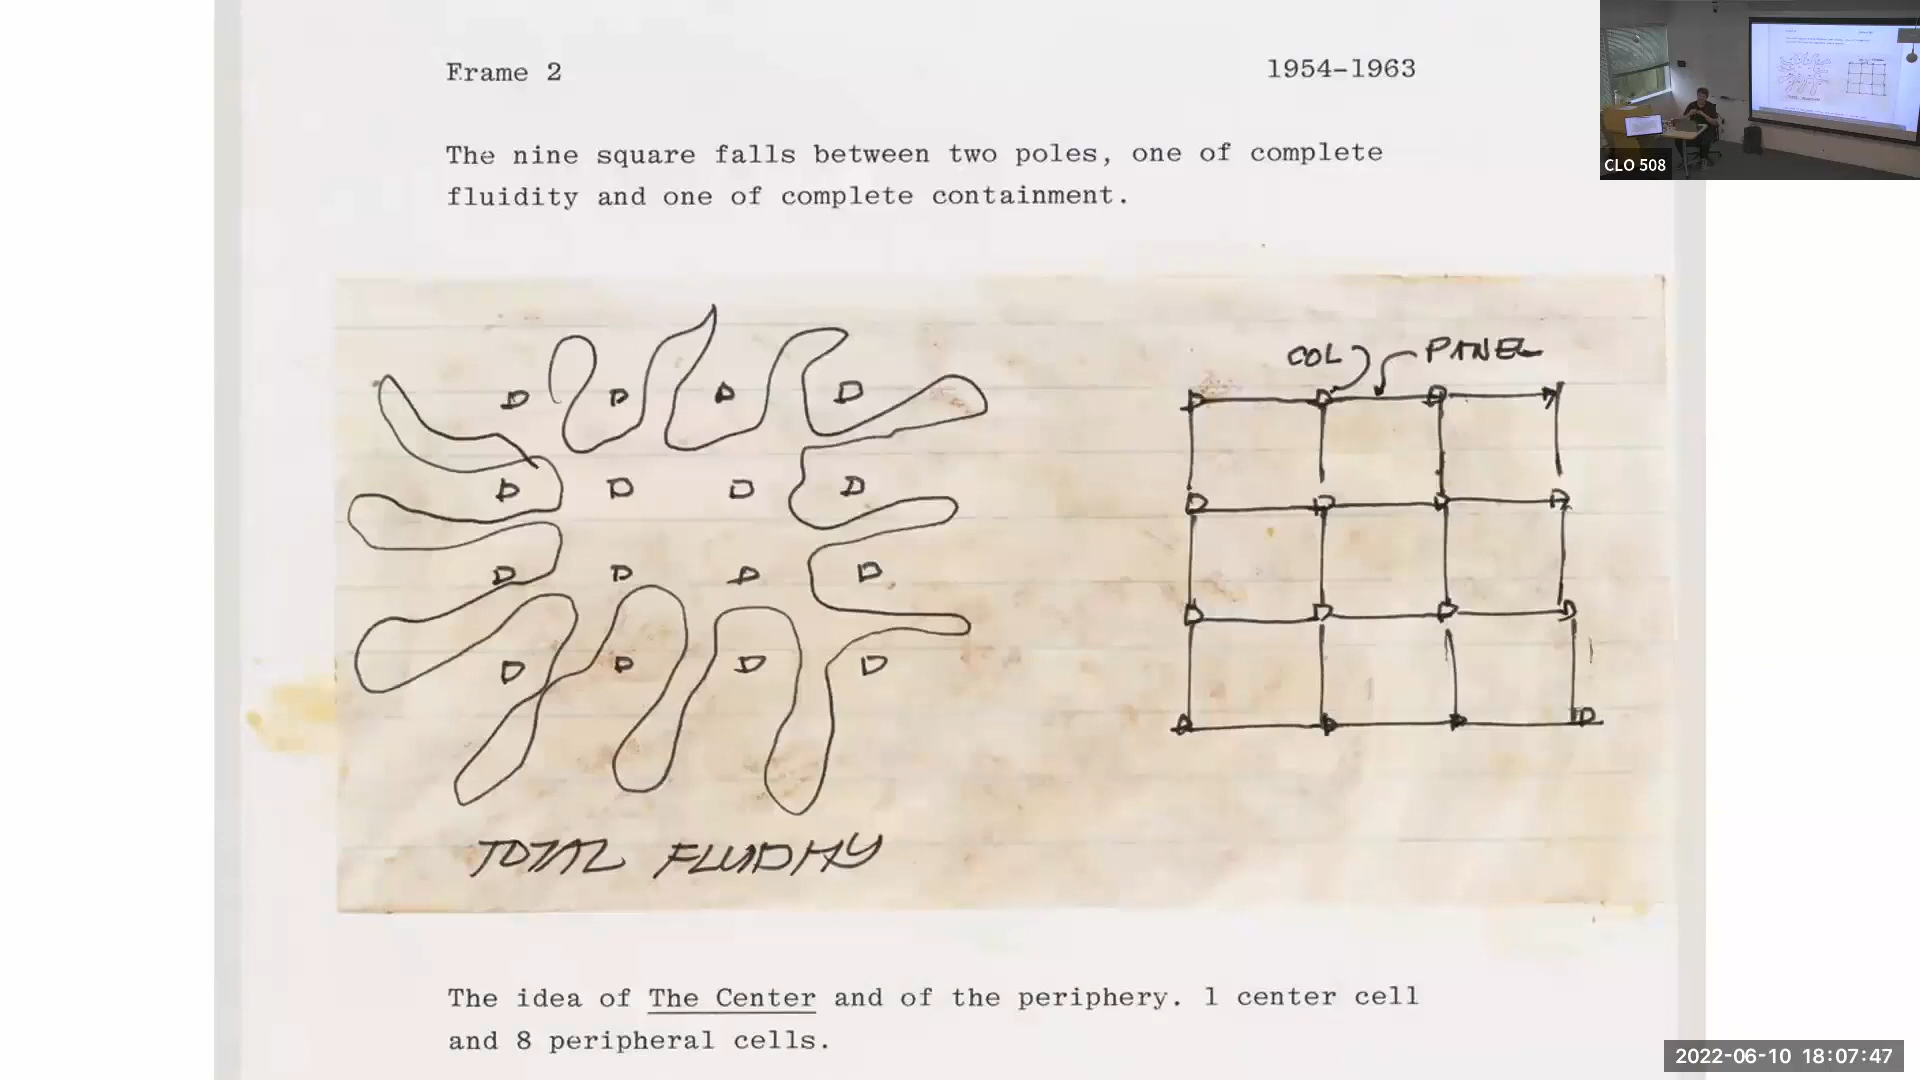 Frame 2
1954-1963
CLO 508
The nine square falls between two poles, one of complete
fluidity and one of complete containment.
COL PANEL
TOTAL FLUIDITY
The idea of The Center and of the periphery. 1 center cell
and 8 peripheral cells.
2022-06-10 18:07:47